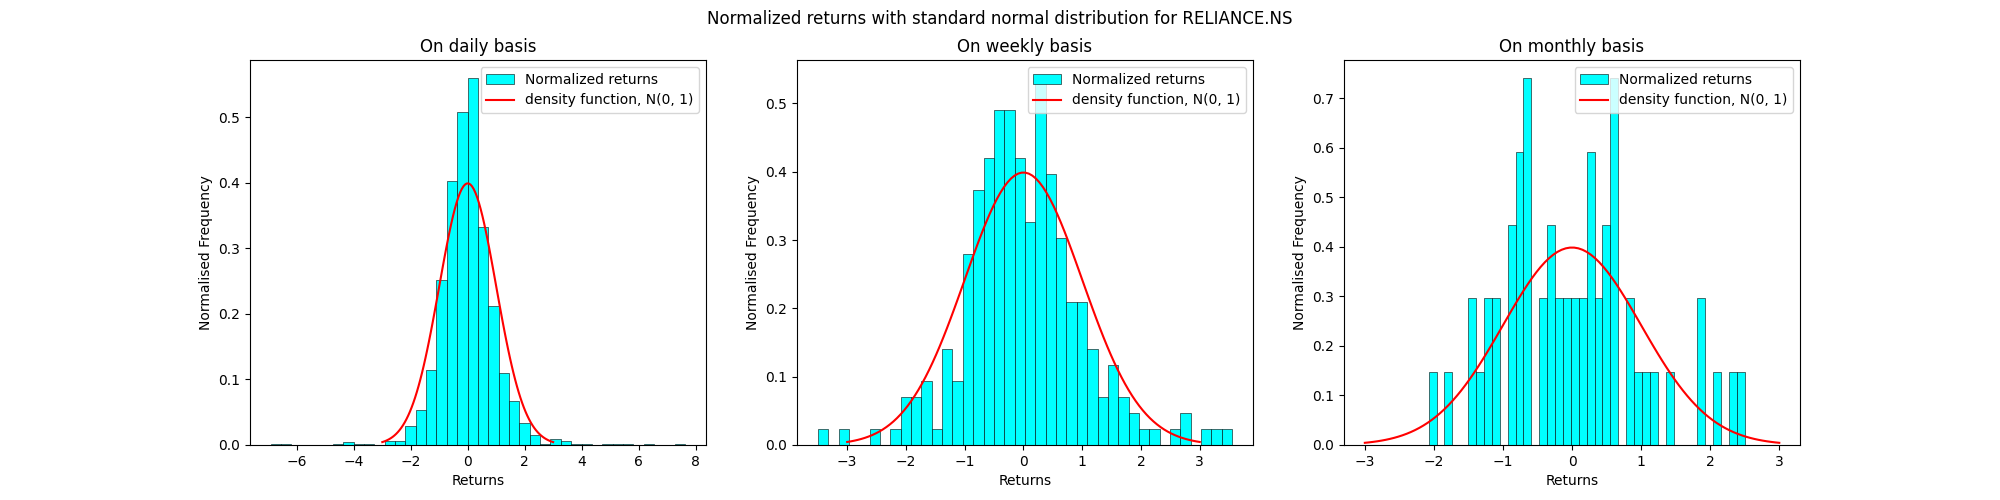 Normalized returns with standard normal distribution for RELIANCE.NS
On daily basis
Normalized returns
density function, N(0, 1)
Normalised Frequency
0.5
0.4
0.3
0.2
0.1
0.0
−6 −4 −2 0 2 4 6 8
Returns
On weekly basis
Normalized returns
density function, N(0, 1)
Normalised Frequency
0.5
0.4
0.3
0.2
0.1
0.0
−3 −2 −1 0 1 2 3
Returns
On monthly basis
Normalized returns
density function, N(0, 1)
Normalised Frequency
0.7
0.6
0.5
0.4
0.3
0.2
0.1
0.0
−3 −2 −1 0 1 2 3
Returns